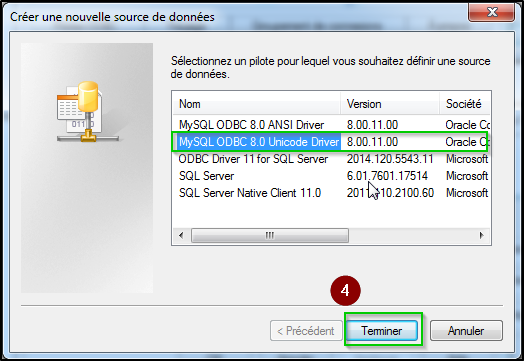 Créer une nouvelle source de données
Sélectionnez un pilote pour lequel vous souhaitez définir une source
de données.
Nom Version Société
MySQL ODBC 8.0 ANSI Driver 8.00.11.00 Oracle Co
MySQL ODBC 8.0 Unicode Driver 8.00.11.00 Oracle Co
ODBC Driver 11 for SQL Server 2014.120.5543.11 Microsoft
SQL Server 6.01.7601.17514 Microsoft
SQL Server Native Client 11.0 2011.110.2100.60 Microsoft
4
< Précédent Terminer Annuler